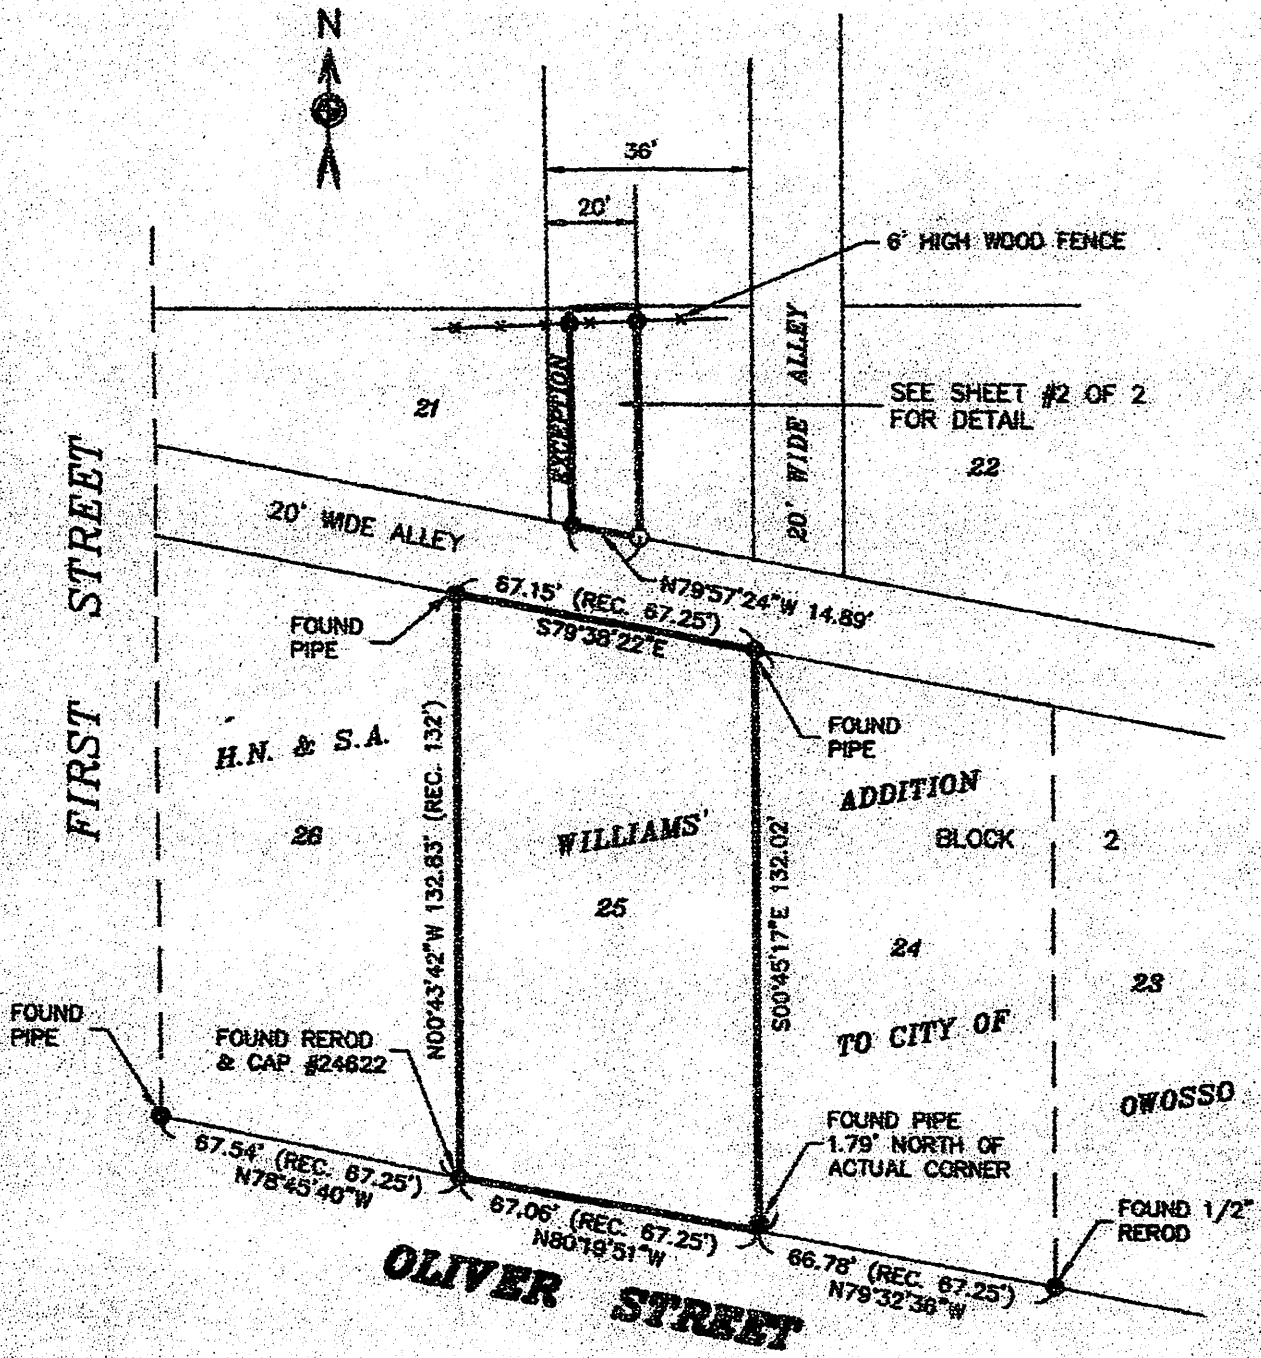 N
36'
20'
6' HIGH WOOD FENCE
EXCEPTION
20' WIDE ALLEY
SEE SHEET #2 OF 2
FOR DETAIL
21
22
20' WIDE ALLEY
N79°57'24"W 14.89'
67.15' (REC. 67.25')
S79°38'22"E
FOUND
PIPE
FOUND
PIPE
FIRST STREET
H.N. & S.A.
WILLIAMS'
ADDITION
BLOCK 2
26
25
24
23
N00°43'42"W 132.83' (REC. 132')
S00°45'17"E 132.02'
TO CITY OF
OWOSSO
FOUND
PIPE
FOUND REROD
& CAP #24622
FOUND PIPE
1.79' NORTH OF
ACTUAL CORNER
FOUND 1/2"
REROD
67.54' (REC. 67.25')
N78°45'40"W
67.06' (REC. 67.25')
N80°19'51"W
66.78' (REC. 67.25')
N79°32'36"W
OLIVER STREET